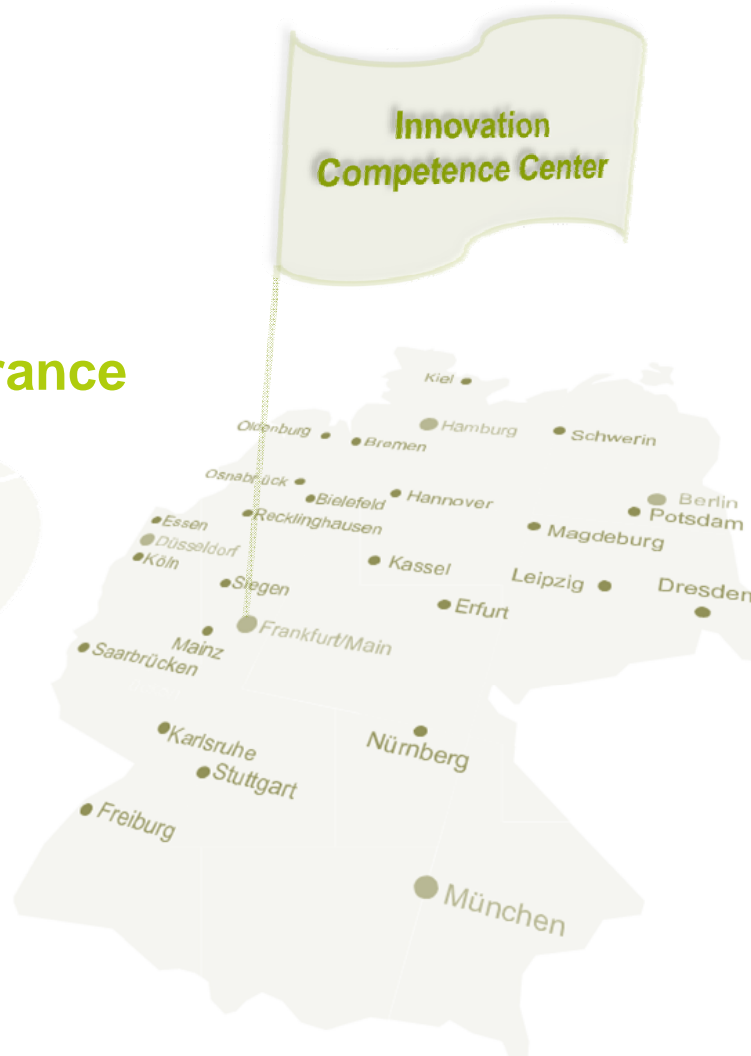 Innovation
Competence Center
rance
Kiel
Hamburg
Schwerin
Oldenburg
Bremen
Osnabrück
Bielefeld
Hannover
Berlin
Potsdam
Essen
Recklinghausen
Magdeburg
Düsseldorf
Köln
Kassel
Siegen
Leipzig
Dresden
Erfurt
Frankfurt/Main
Mainz
Saarbrücken
Karlsruhe
Nürnberg
Stuttgart
Freiburg
München